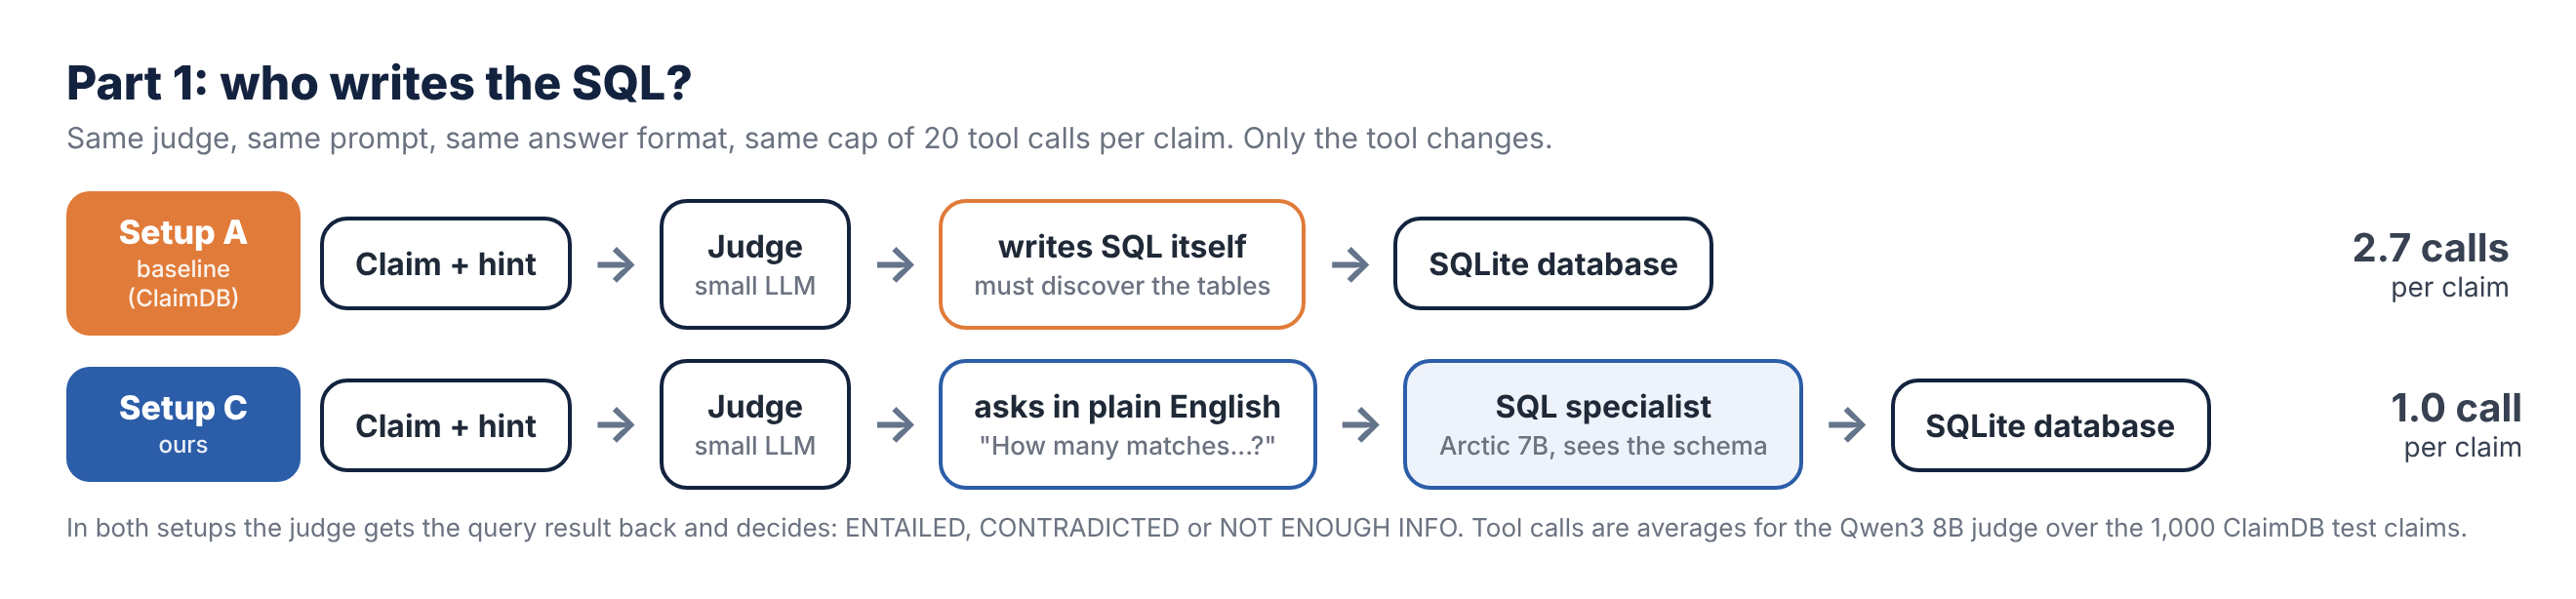 Part 1: who writes the SQL?
Same judge, same prompt, same answer format, same cap of 20 tool calls per claim. Only the tool changes.
Setup A
baseline
(ClaimDB)
Claim + hint
Judge
small LLM
writes SQL itself
must discover the tables
SQLite database
2.7 calls
per claim
Setup C
ours
Claim + hint
Judge
small LLM
asks in plain English
"How many matches...?"
SQL specialist
Arctic 7B, sees the schema
SQLite database
1.0 call
per claim
In both setups the judge gets the query result back and decides: ENTAILED, CONTRADICTED or NOT ENOUGH INFO. Tool calls are averages for the Qwen3 8B judge over the 1,000 ClaimDB test claims.